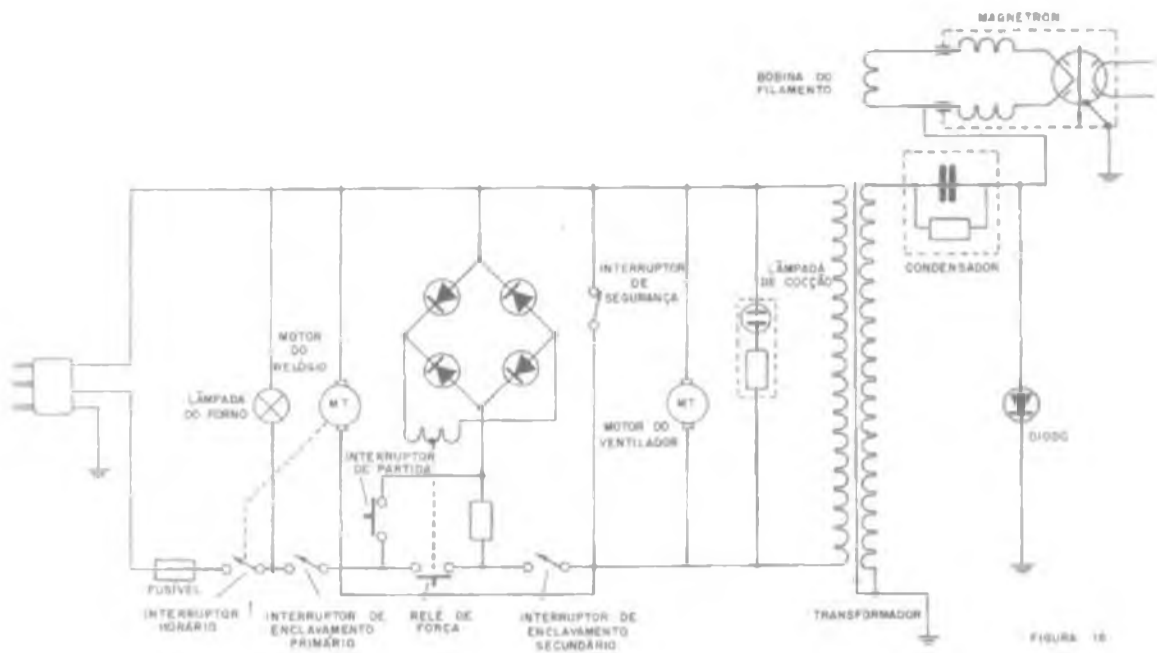 MAGNETRON
BOBINA DO
FILAMENTO
CONDENSADOR
INTERRUPTOR
DE
SEGURANÇA
LÂMPADA
DE COCÇÃO
MOTOR
DO
RELÓGIO
LÂMPADA
DO FORNO
MT
MT
MOTOR DO
VENTILADOR
DIODO
INTERRUPTOR
DE PARTIDA
FUSÍVEL
INTERRUPTOR
HORÁRIO
INTERRUPTOR DE
ENCLAVAMENTO
PRIMÁRIO
RELÉ DE
FORÇA
INTERRUPTOR DE
ENCLAVAMENTO
SECUNDÁRIO
TRANSFORMADOR
FIGURA 16